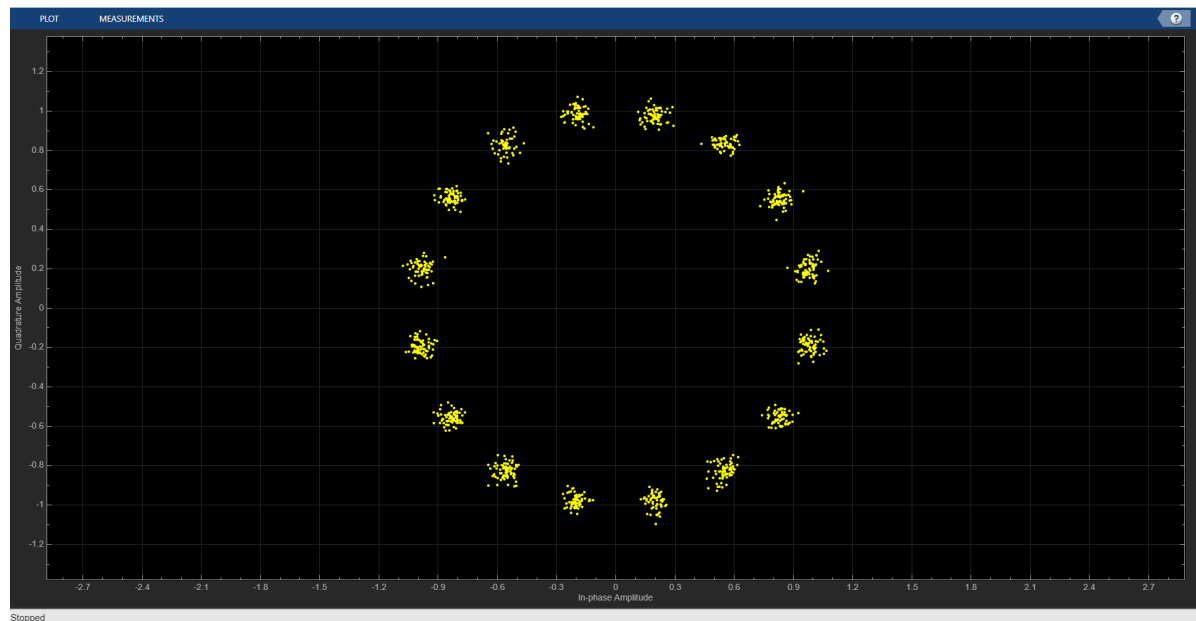 PLOT MEASUREMENTS ?
1.2
1
0.8
0.6
0.4
0.2
0
-0.2
-0.4
-0.6
-0.8
-1
-1.2
Quadrature Amplitude
-2.7 -2.4 -2.1 -1.8 -1.5 -1.2 -0.9 -0.6 -0.3 0 0.3 0.6 0.9 1.2 1.5 1.8 2.1 2.4 2.7
In-phase Amplitude
Stopped